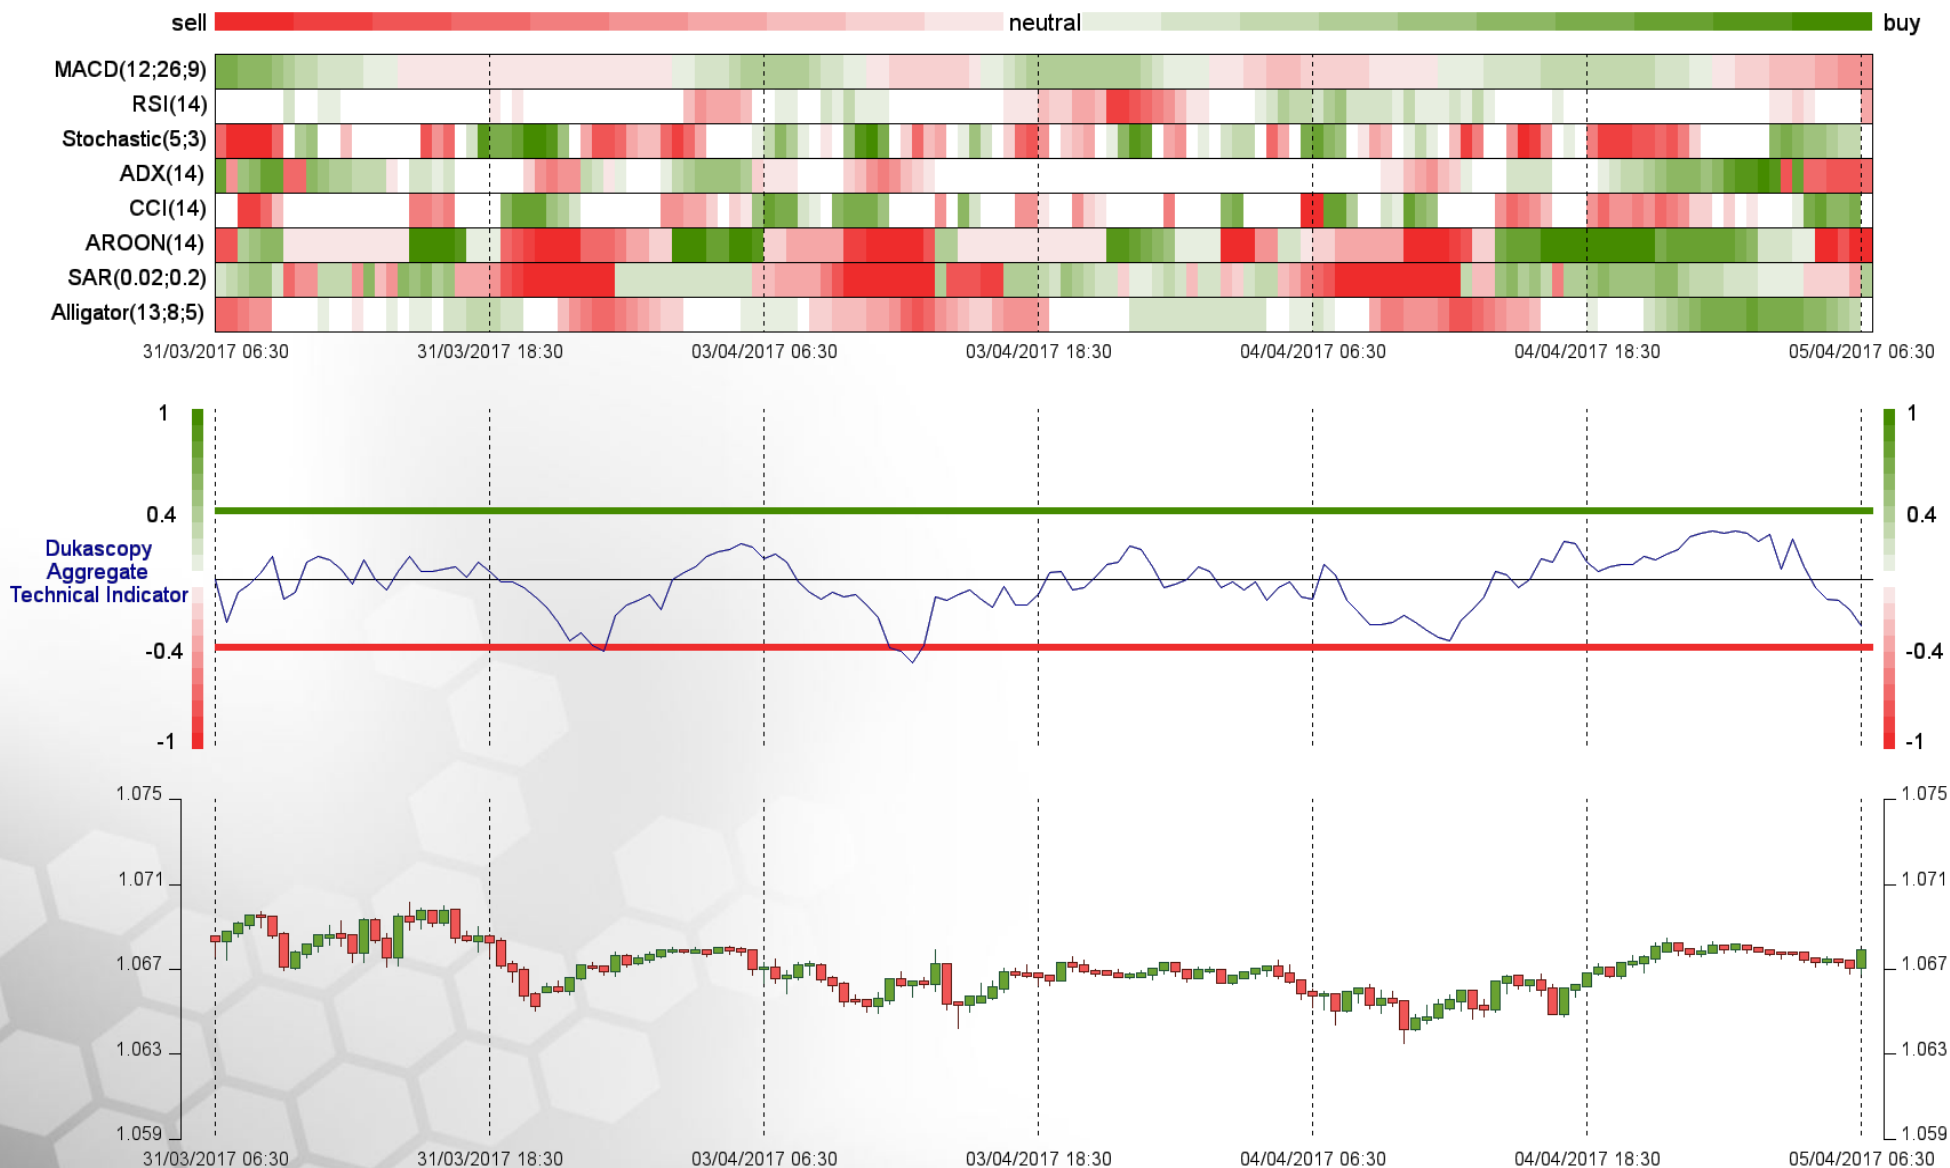 sell neutral buy
MACD(12;26;9)
RSI(14)
Stochastic(5;3)
ADX(14)
CCI(14)
AROON(14)
SAR(0.02;0.2)
Alligator(13;8;5)
31/03/2017 06:30 31/03/2017 18:30 03/04/2017 06:30 03/04/2017 18:30 04/04/2017 06:30 04/04/2017 18:30 05/04/2017 06:30
1 1
0.4 0.4
Dukascopy
Aggregate
Technical Indicator
-0.4 -0.4
-1 -1
1.075 1.075
1.071 1.071
1.067 1.067
1.063 1.063
1.059 1.059
31/03/2017 06:30 31/03/2017 18:30 03/04/2017 06:30 03/04/2017 18:30 04/04/2017 06:30 04/04/2017 18:30 05/04/2017 06:30